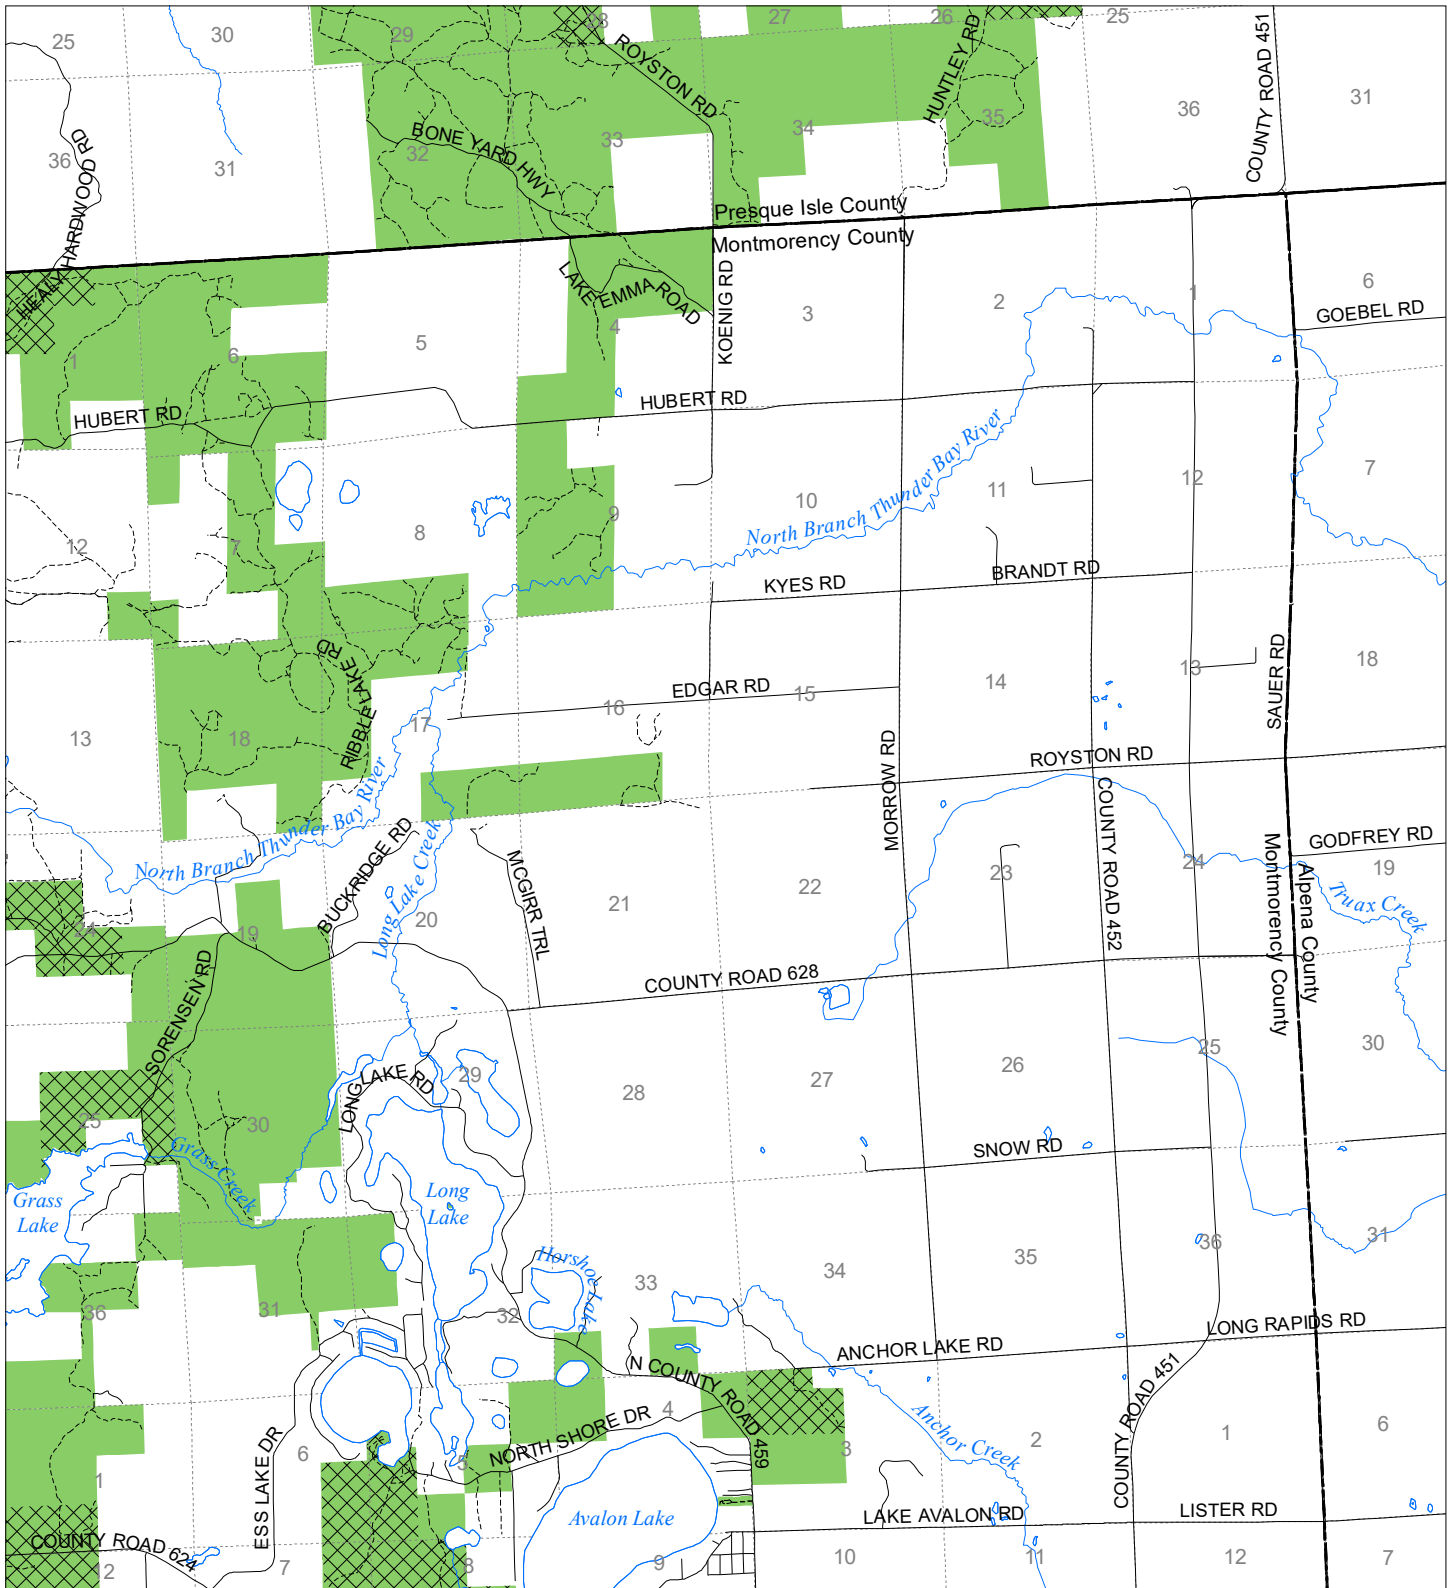 25
30
29
28
27
26
25
ROYSTON RD
HUNTLEY RD
COUNTY ROAD 451
36
31
31
36
HEALY HARDWOOD RD
BONE YARD HWY
32
33
34
35
Presque Isle County
Montmorency County
LAKE EMMA ROAD
KOENIG RD
1
6
5
4
3
2
1
6
GOEBEL RD
HUBERT RD
HUBERT RD
North Branch Thunder Bay River
12
7
8
9
10
11
12
7
KYES RD
BRANDT RD
RIBBLE LAKE RD
EDGAR RD
SAUER RD
13
18
17
16
15
14
13
18
MORROW RD
ROYSTON RD
COUNTY ROAD 452
North Branch Thunder Bay River
BUCKRIDGE RD
Long Lake Creek
MCGIRR TRL
GODFREY RD
24
19
20
21
22
23
24
19
Truax Creek
Montmorency County
Alpena County
SORENSEN RD
COUNTY ROAD 628
25
30
29
28
27
26
25
30
LONG LAKE RD
SNOW RD
Grass Creek
Grass
Lake
Long
Lake
Horshoe Lake
36
31
32
33
34
35
36
31
ANCHOR LAKE RD
LONG RAPIDS RD
N COUNTY ROAD 459
COUNTY ROAD 451
NORTH SHORE DR
Anchor Creek
ESS LAKE DR
1
6
5
4
3
2
1
6
Avalon Lake
LAKE AVALON RD
LISTER RD
COUNTY ROAD 624
2
7
8
9
10
11
12
7